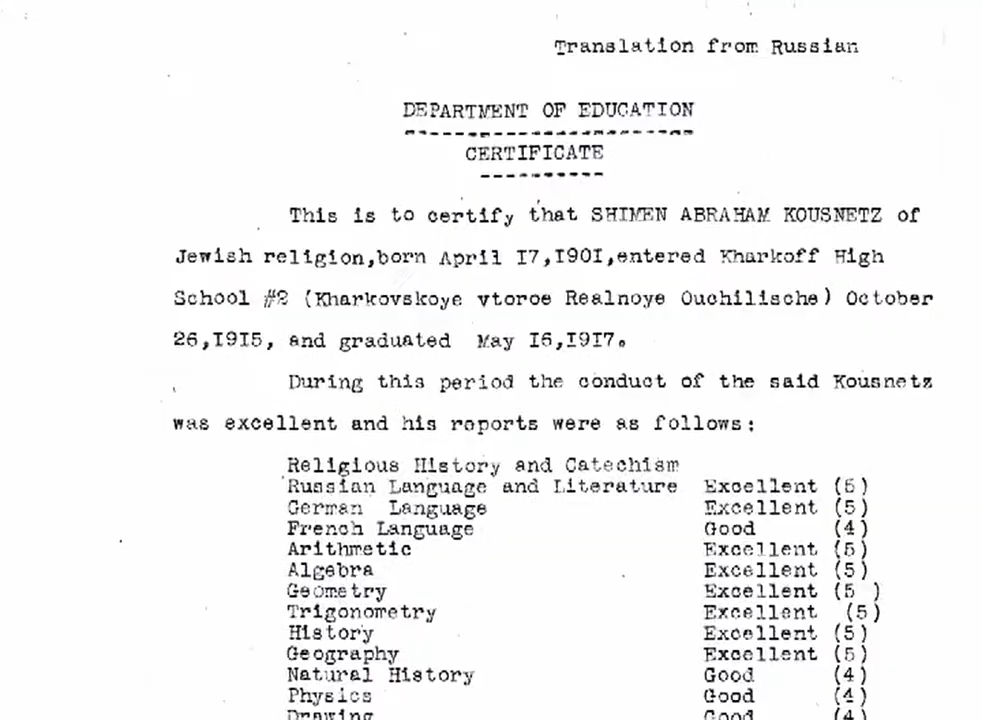 Translation from Russian
DEPARTMENT OF EDUCATION
CERTIFICATE
This is to certify that SHIMEN ABRAHAM KOUSNETZ of
Jewish religion,born April I7,I90I,entered Kharkoff High
School #2 (Kharkovskoye vtoroe Realnoye Ouchilische) October
26,I9I5, and graduated May I6,I9I7.
During this period the conduct of the said Kousnetz
was excellent and his reports were as follows:
Religious History and Catechism
Russian Language and Literature Excellent (5)
German Language Excellent (5)
French Language Good (4)
Arithmetic Excellent (5)
Algebra Excellent (5)
Geometry Excellent (5 )
Trigonometry Excellent (5)
History Excellent (5)
Geography Excellent (5)
Natural History Good (4)
Physics Good (4)
Drawing Good (4)